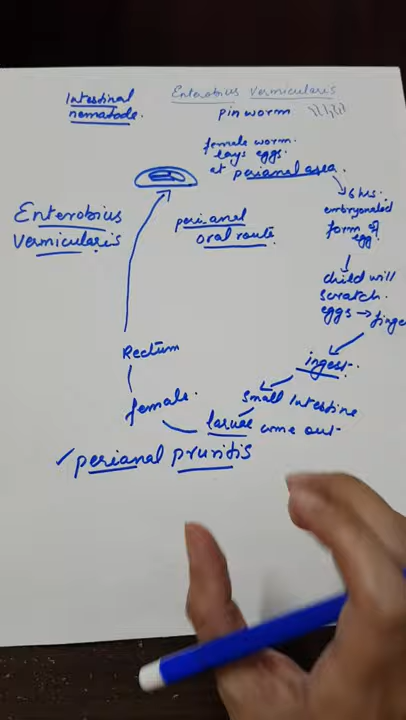 Intestinal
nematode.
Enterobius Vermicularis
pinworm
female worm.
lays eggs.
at perianal area.
6 hrs.
embryonated
form of
egg.
Enterobius
Vermicularis
perianal
oral route
child will
scratch.
eggs → finge
ingest.
Small Intestine
larvae come out
female.
Rectum
✓ perianal pruritis